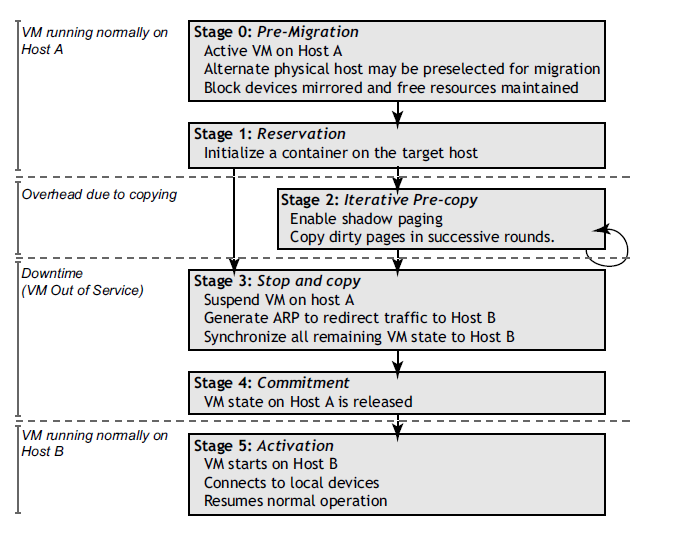 VM running normally on
Host A
Stage 0: Pre-Migration
Active VM on Host A
Alternate physical host may be preselected for migration
Block devices mirrored and free resources maintained
Stage 1: Reservation
Initialize a container on the target host
Overhead due to copying
Stage 2: Iterative Pre-copy
Enable shadow paging
Copy dirty pages in successive rounds.
Downtime
(VM Out of Service)
Stage 3: Stop and copy
Suspend VM on host A
Generate ARP to redirect traffic to Host B
Synchronize all remaining VM state to Host B
Stage 4: Commitment
VM state on Host A is released
VM running normally on
Host B
Stage 5: Activation
VM starts on Host B
Connects to local devices
Resumes normal operation